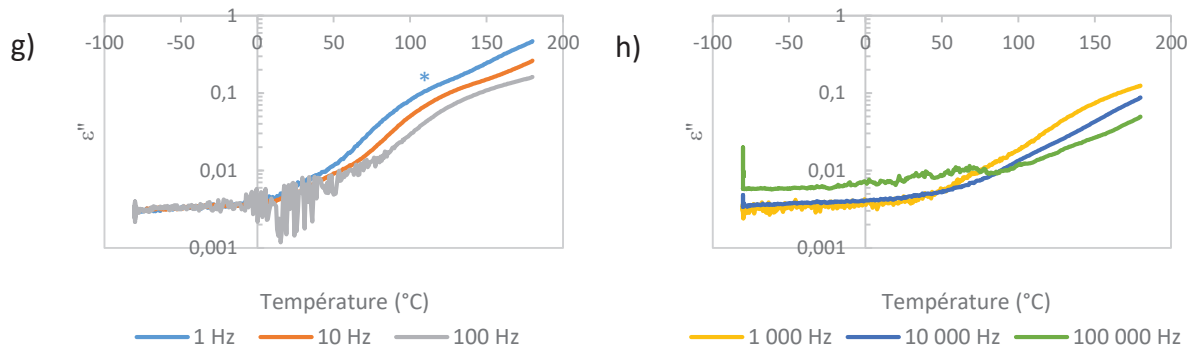 g)
1
-100 -50 0 50 100 150 200
*
0,1
0,01
0,001
ε"
Température (°C)
1 Hz 10 Hz 100 Hz
h)
1
-100 -50 0 50 100 150 200
0,1
0,01
0,001
ε"
Température (°C)
1 000 Hz 10 000 Hz 100 000 Hz